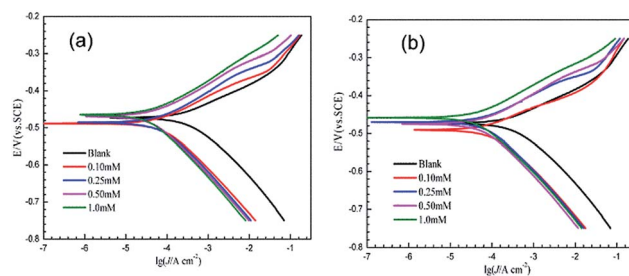 (a)
E/V (vs.SCE)
-0.2
-0.3
-0.4
-0.5
-0.6
-0.7
-0.8
Blank
0.10mM
0.25mM
0.50mM
1.0mM
-7 -6 -5 -4 -3 -2 -1 0
lg(J/A cm⁻²)
(b)
E/V (vs.SCE)
-0.2
-0.3
-0.4
-0.5
-0.6
-0.7
-0.8
Blank
0.10mM
0.25mM
0.50mM
1.0mM
-7 -6 -5 -4 -3 -2 -1
lg(J/A cm⁻²)